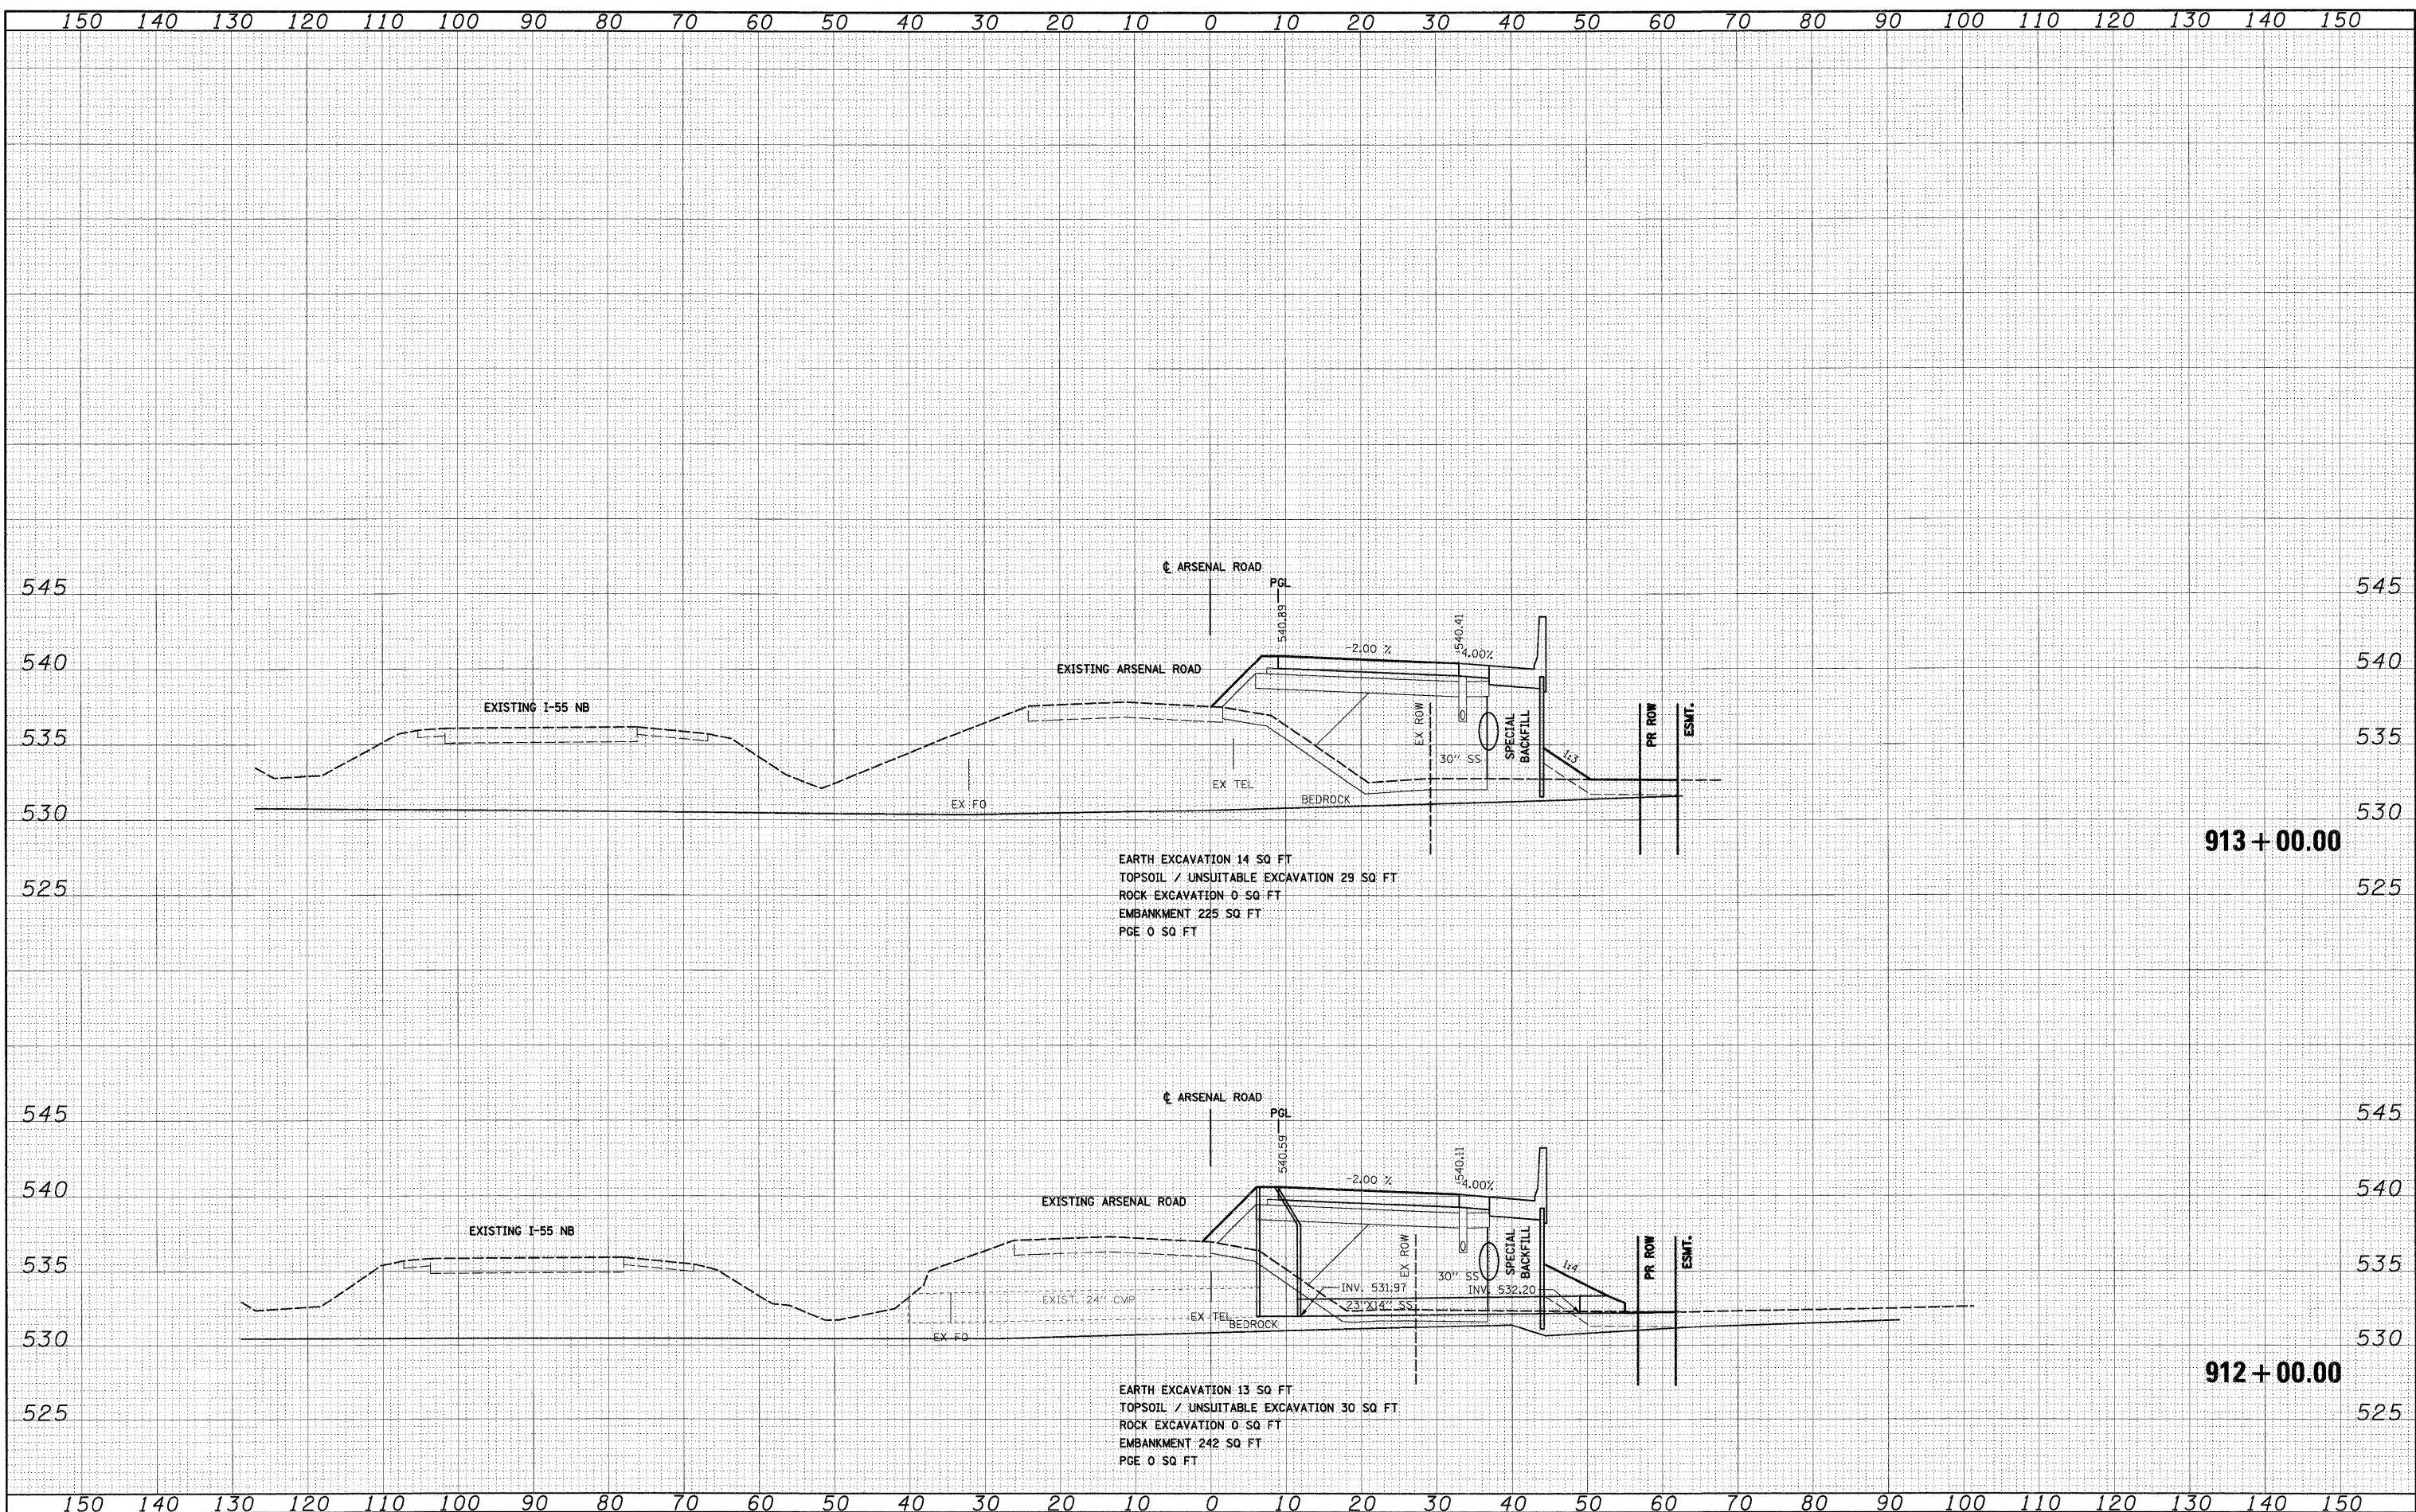 150 140 130 120 110 100 90 80 70 60 50 40 30 20 10 0 10 20 30 40 50 60 70 80 90 100 110 120 130 140 150
℄ ARSENAL ROAD
PGL
545 545
540.89
540.41
-2.00 %
-4.00%
540 540
EXISTING ARSENAL ROAD
EXISTING I-55 NB
EX ROW
SPECIAL
BACKFILL
PR ROW
ESMT.
535 535
1:3
30" SS
EX TEL
EX FO
BEDROCK
530 530
913+00.00
EARTH EXCAVATION 14 SQ FT
TOPSOIL / UNSUITABLE EXCAVATION 29 SQ FT
525 525
ROCK EXCAVATION 0 SQ FT
EMBANKMENT 225 SQ FT
PGE 0 SQ FT
℄ ARSENAL ROAD
PGL
545 545
540.59
540.11
-2.00 %
-4.00%
540 540
EXISTING ARSENAL ROAD
EXISTING I-55 NB
EX ROW
SPECIAL
BACKFILL
PR ROW
ESMT.
535 535
1:4
30" SS
INV. 531.97
INV. 532.20
EXIST. 24" CMP
23"X14" SS
EX TEL
BEDROCK
EX FO
530 530
912+00.00
EARTH EXCAVATION 13 SQ FT
TOPSOIL / UNSUITABLE EXCAVATION 30 SQ FT
525 525
ROCK EXCAVATION 0 SQ FT
EMBANKMENT 242 SQ FT
PGE 0 SQ FT
150 140 130 120 110 100 90 80 70 60 50 40 30 20 10 0 10 20 30 40 50 60 70 80 90 100 110 120 130 140 150